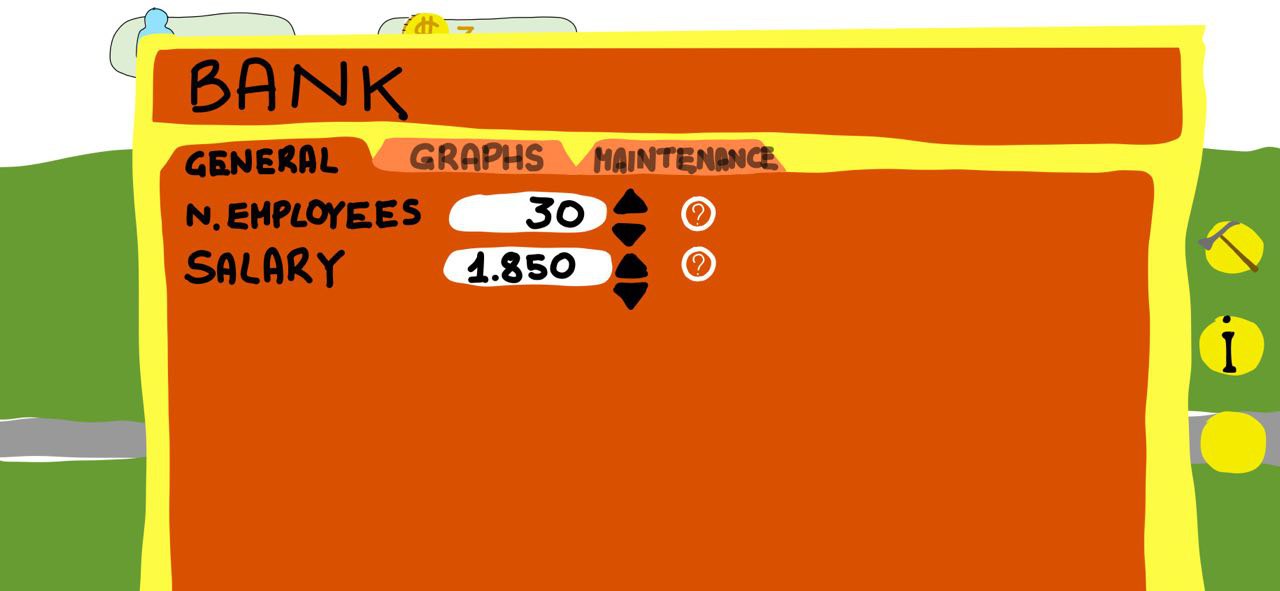 BANK
GENERAL GRAPHS MAINTENANCE
N. EMPLOYEES 30 ?
SALARY 1.850 ?
i